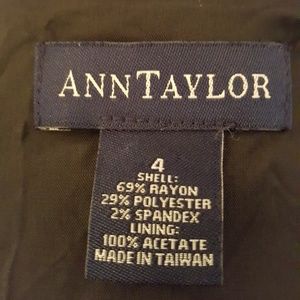 ANNTAYLOR
4
SHELL:
69% RAYON
29% POLYESTER
2% SPANDEX
LINING:
100% ACETATE
MADE IN TAIWAN